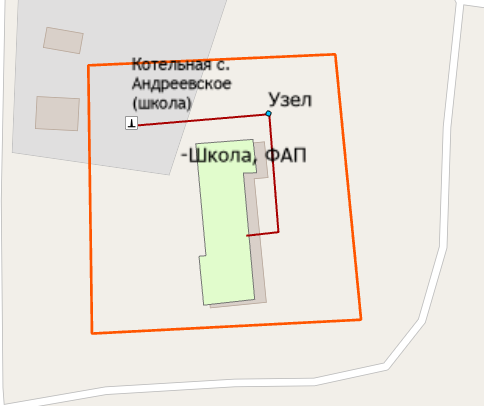 Котельная с.
Андреевское
(школа)
Узел
-Школа, ФАП